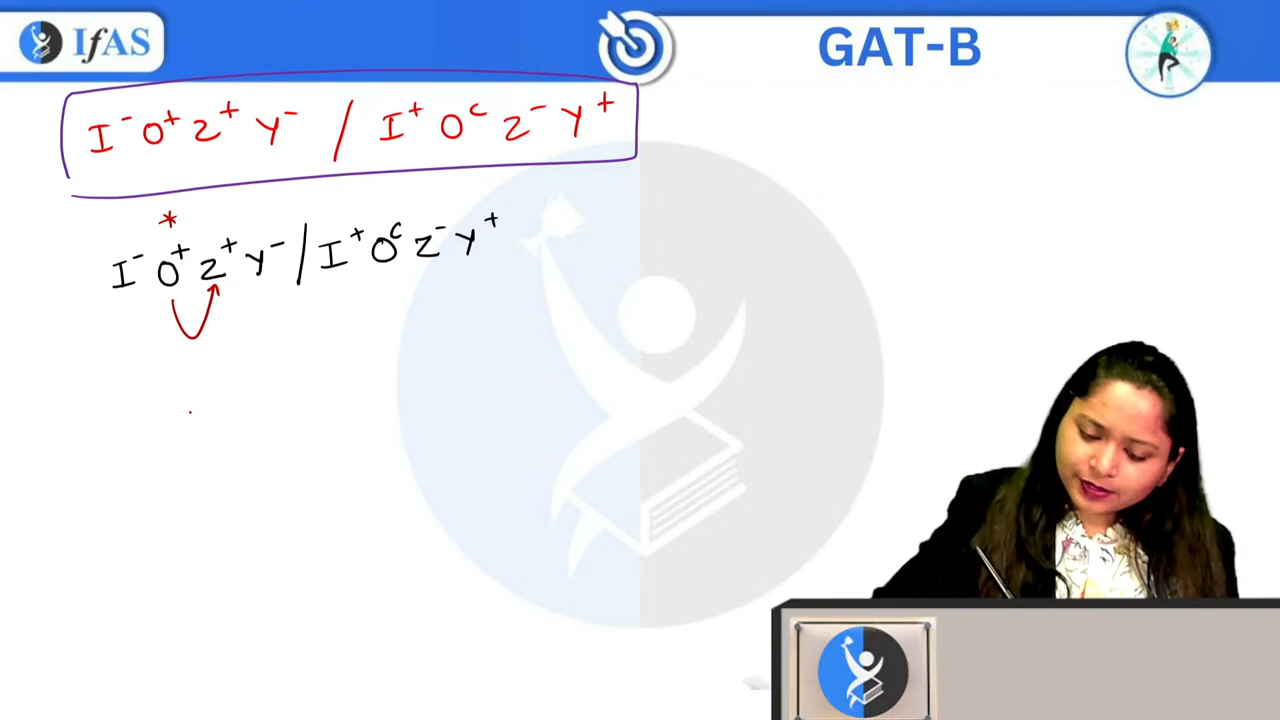 IfAS
GAT-B
I⁻ O⁺ Z⁺ Y⁻ / I⁺ Oᶜ Z⁻ Y⁺
*
I⁻ O⁺ Z⁺ Y⁻ / I⁺ Oᶜ Z⁻ Y⁺